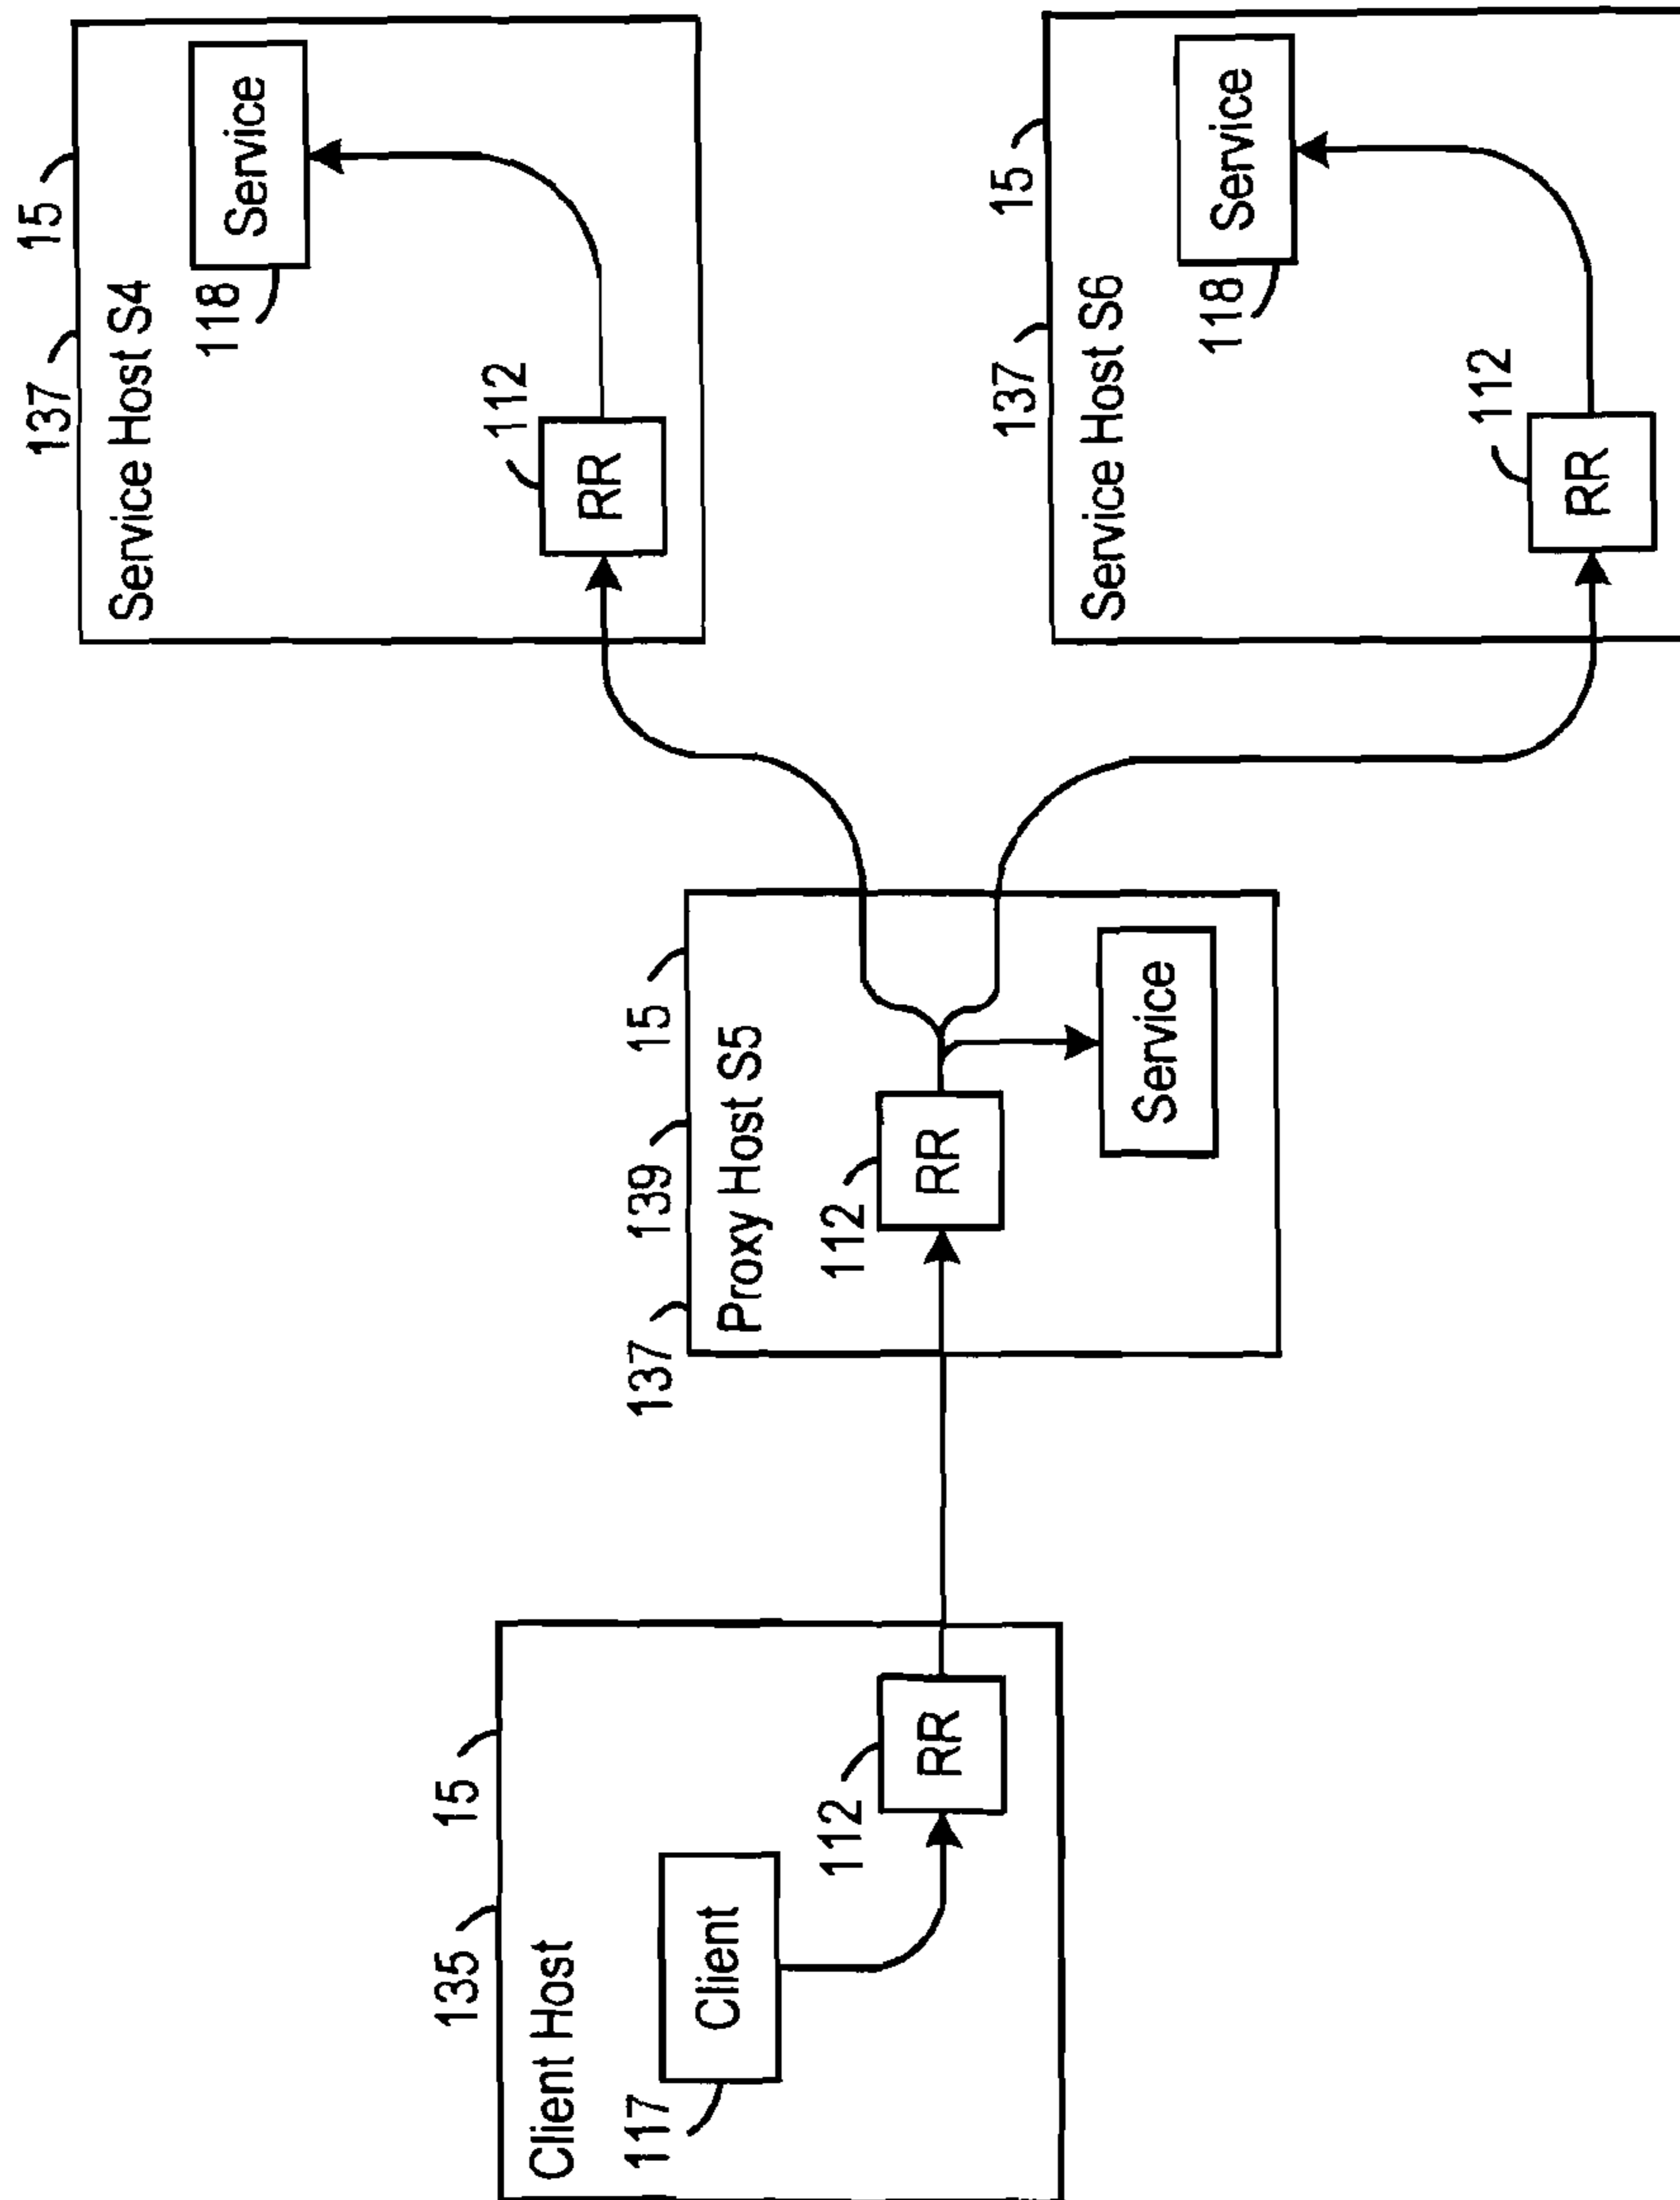 135
15
Client Host
117
Client
112
RR
137
139
15
Proxy Host S5
112
RR
Service
137
15
Service Host S4
118
Service
112
RR
137
15
Service Host S6
118
Service
112
RR